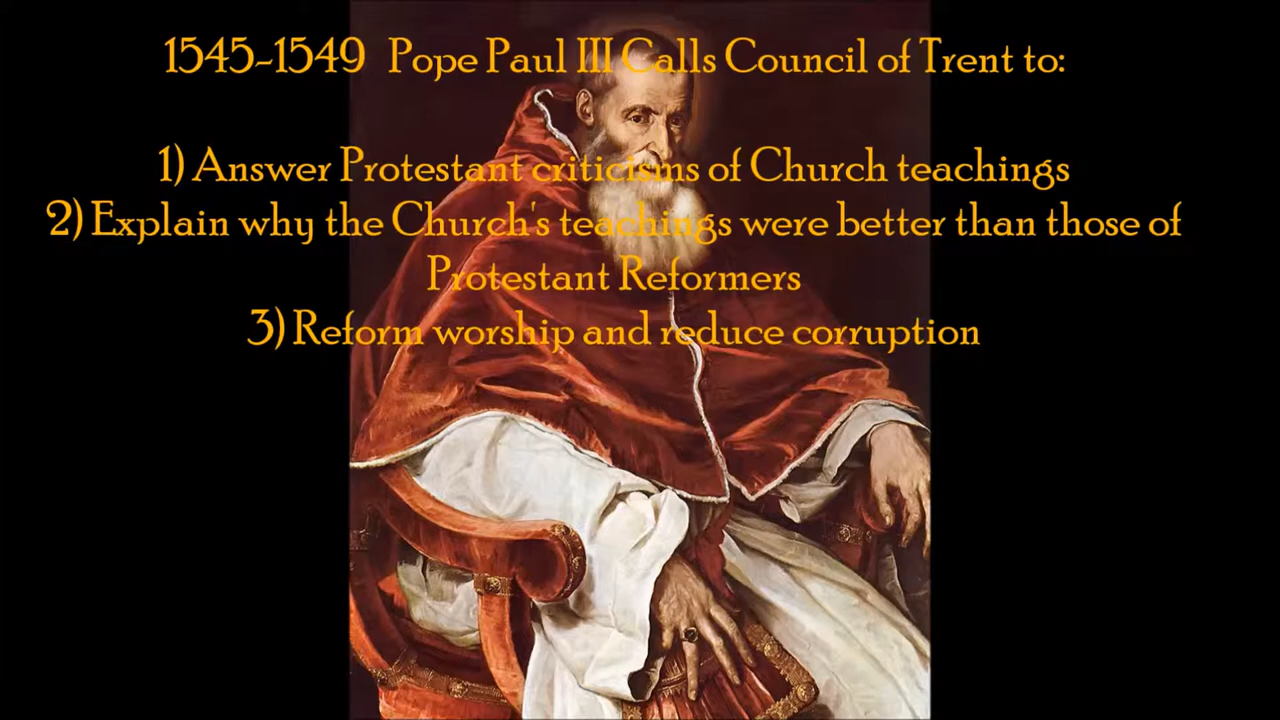 1545-1549 Pope Paul III Calls Council of Trent to:
1) Answer Protestant criticisms of Church teachings
2) Explain why the Church's teachings were better than those of
Protestant Reformers
3) Reform worship and reduce corruption